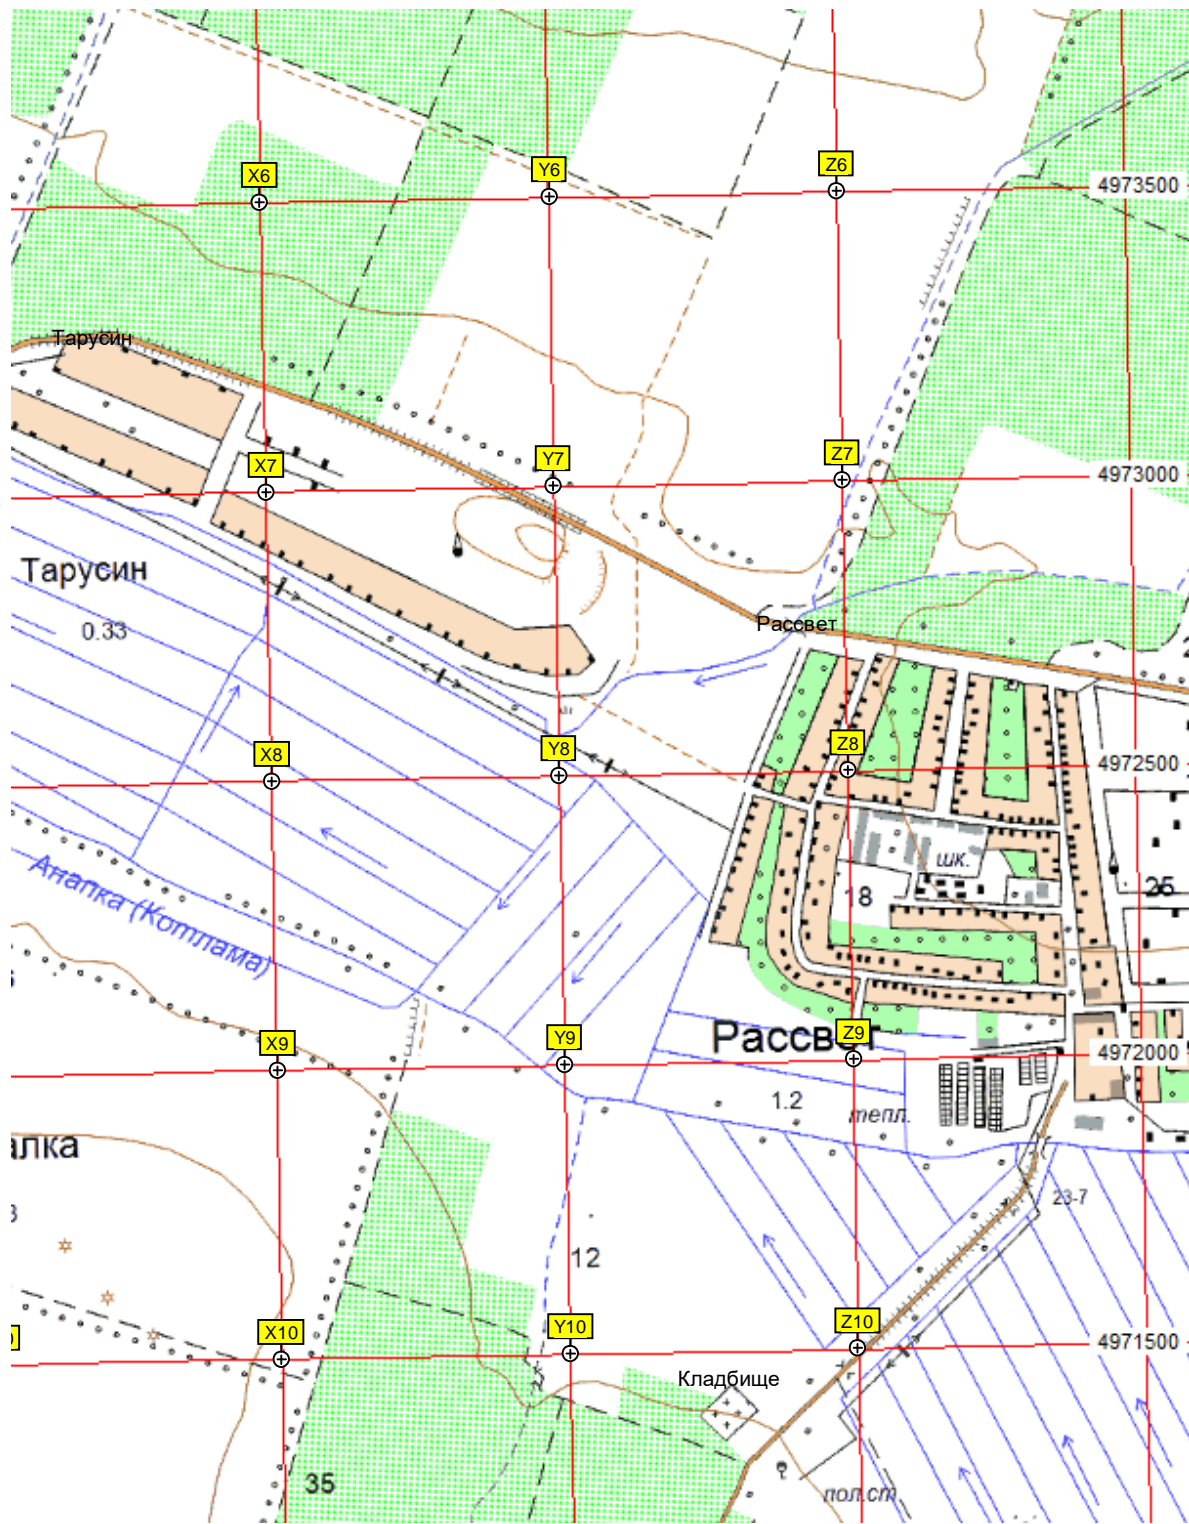 X6
Y6
Z6
4973500
Тарусин
X7
Y7
Z7
4973000
Тарусин
0.33
Рассвет
X8
Y8
Z8
4972500
шк.
18
25
Анапка (Котлама)
X9
Y9
Рассвет
Z9
4972000
1.2
тепл.
алка
23-7
12
X10
Y10
Z10
4971500
Кладбище
35
пол.ст